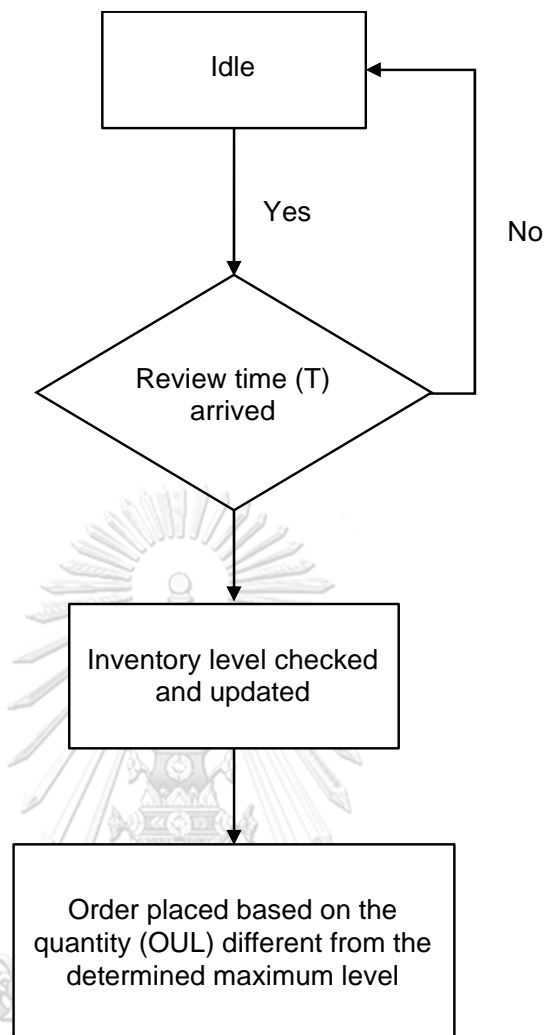 Idle
Yes
No
Review time (T)
arrived
Inventory level checked
and updated
Order placed based on the
quantity (OUL) different from the
determined maximum level